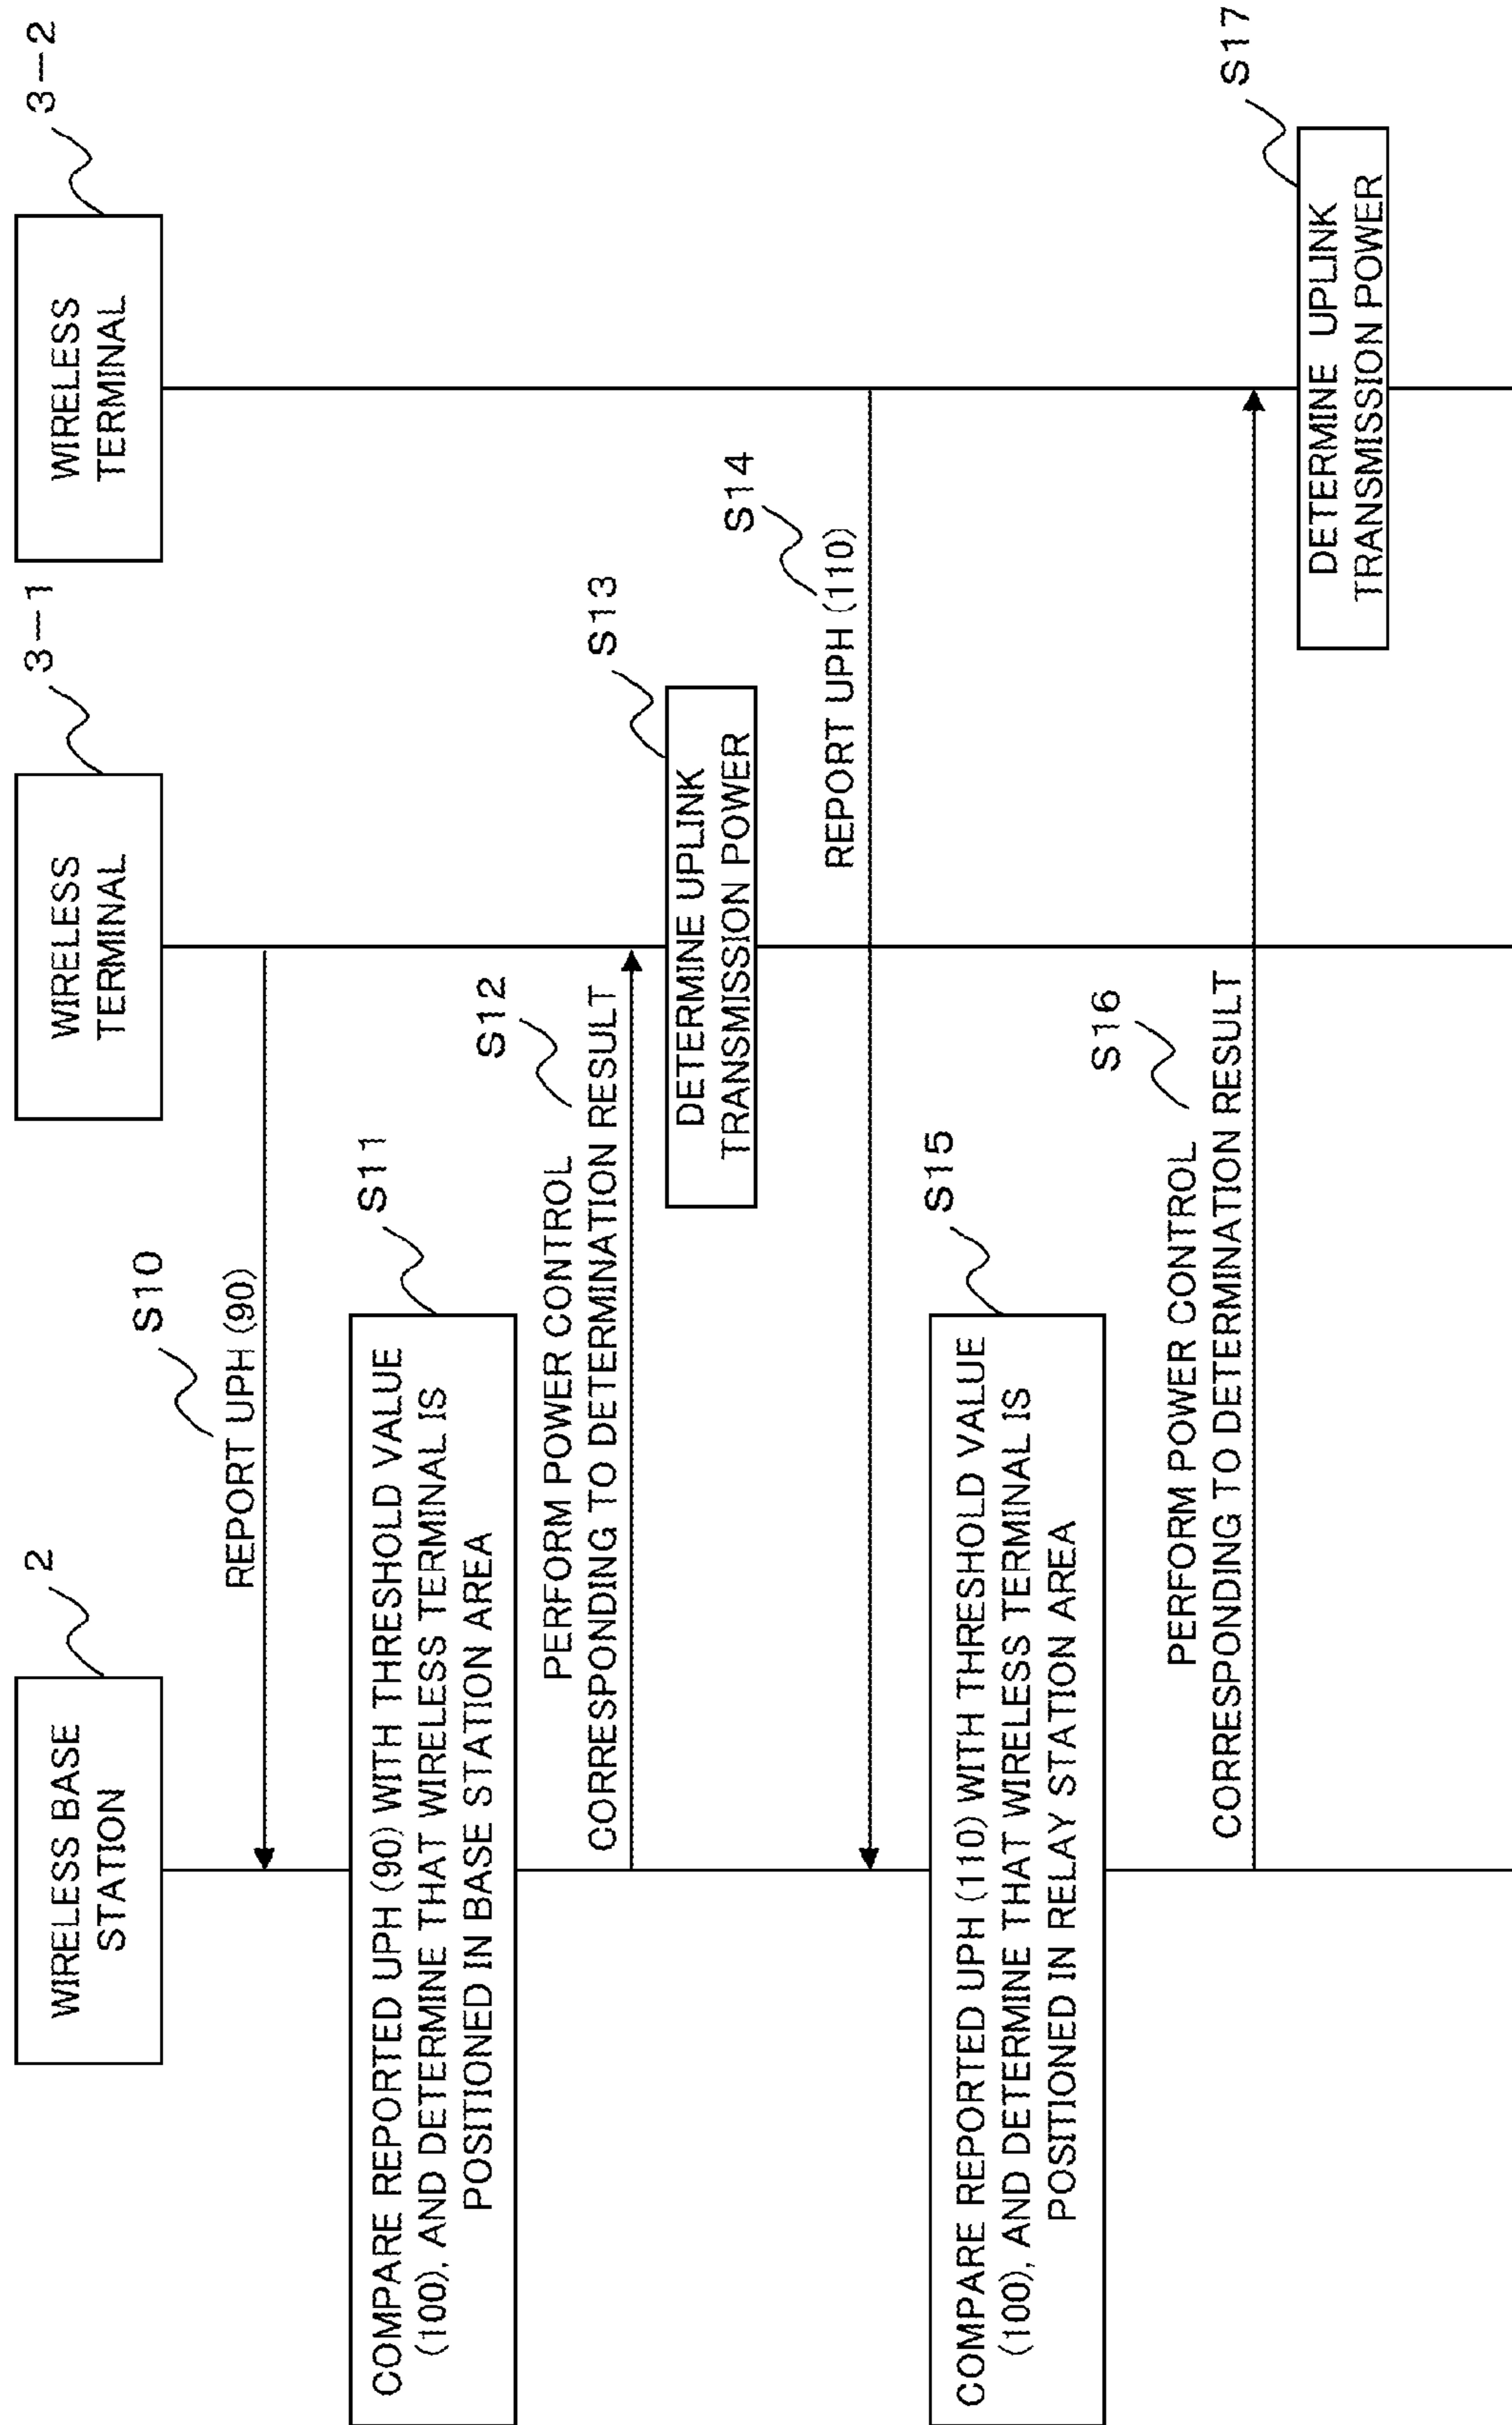 WIRELESS BASE
STATION
2
WIRELESS
TERMINAL
3-1
WIRELESS
TERMINAL
3-2
S10
REPORT UPH (90)
S11
COMPARE REPORTED UPH (90) WITH THRESHOLD VALUE
(100), AND DETERMINE THAT WIRELESS TERMINAL IS
POSITIONED IN BASE STATION AREA
S12
PERFORM POWER CONTROL
CORRESPONDING TO DETERMINATION RESULT
S13
DETERMINE UPLINK
TRANSMISSION POWER
S14
REPORT UPH (110)
S15
COMPARE REPORTED UPH (110) WITH THRESHOLD VALUE
(100), AND DETERMINE THAT WIRELESS TERMINAL IS
POSITIONED IN RELAY STATION AREA
S16
PERFORM POWER CONTROL
CORRESPONDING TO DETERMINATION RESULT
S17
DETERMINE UPLINK
TRANSMISSION POWER